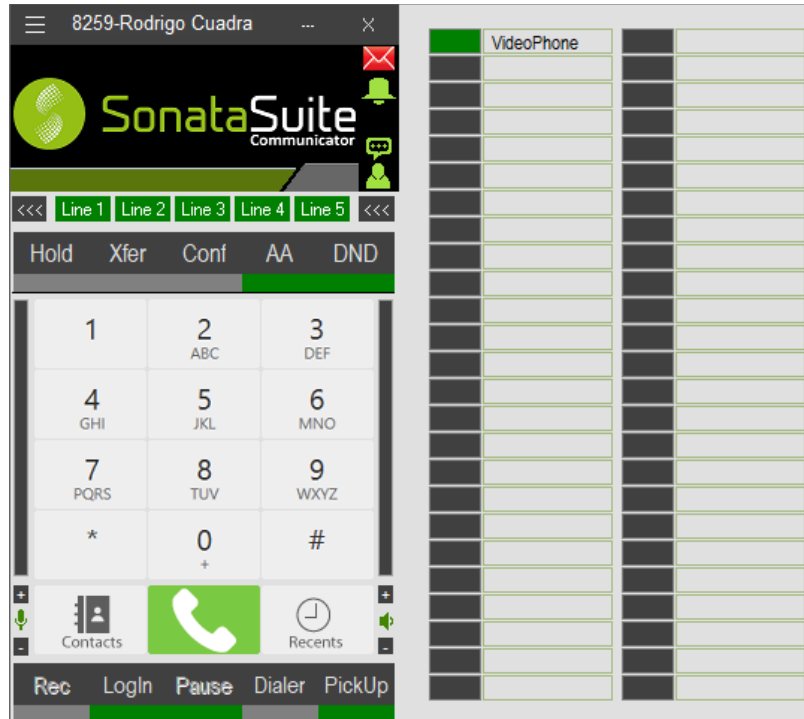 8259-Rodrigo Cuadra ... X
VideoPhone
SonataSuite
Communicator
<<< Line 1 Line 2 Line 3 Line 4 Line 5 <<<
Hold Xfer Conf AA DND
1 2 3
ABC DEF
4 5 6
GHI JKL MNO
7 8 9
PQRS TUV WXYZ
* 0 #
+
+ +
Contacts Recents
- -
Rec LogIn Pause Dialer PickUp